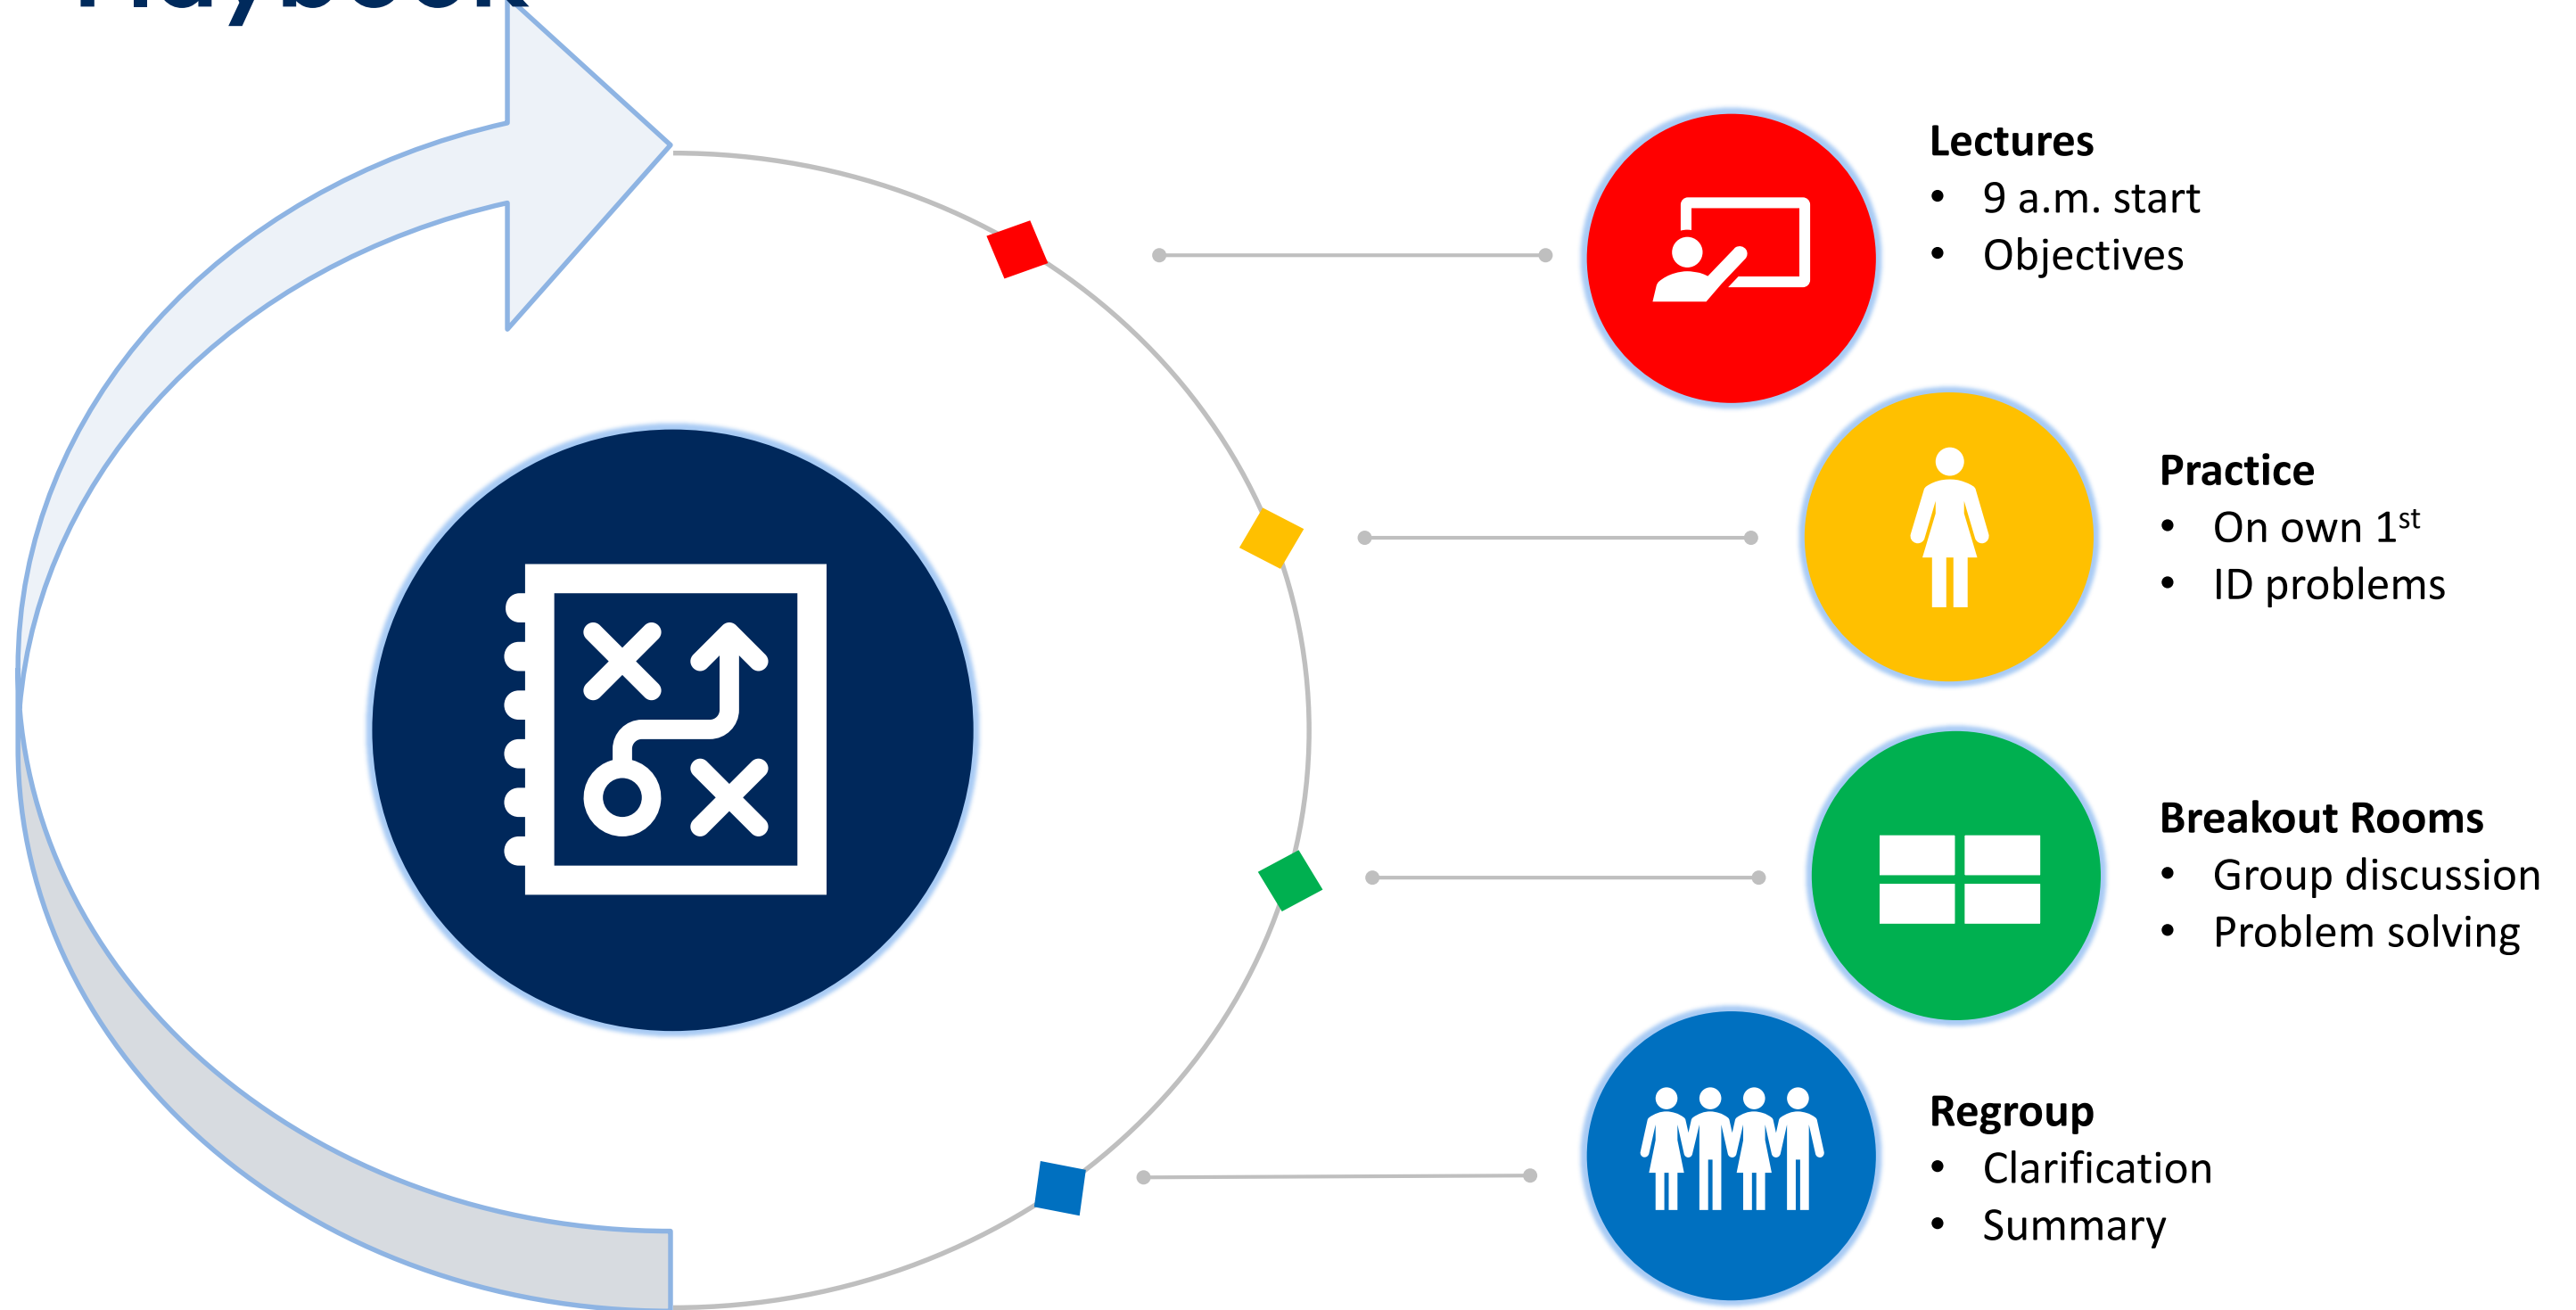 Playbook
Lectures
• 9 a.m. start
• Objectives
Practice
• On own 1st
• ID problems
Breakout Rooms
• Group discussion
• Problem solving
Regroup
• Clarification
• Summary